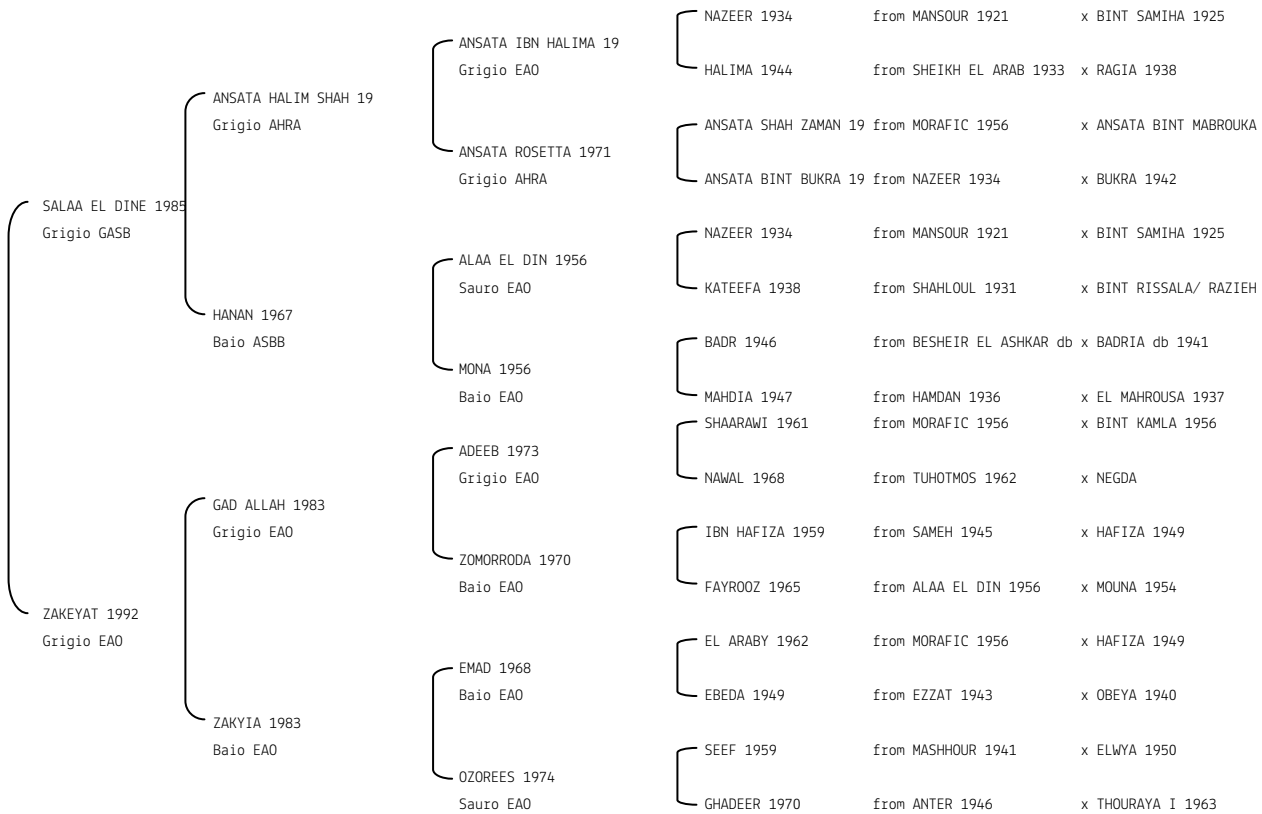 NAZEER 1934 from MANSOUR 1921 x BINT SAMIHA 1925
ANSATA IBN HALIMA 19
Grigio EAO
HALIMA 1944 from SHEIKH EL ARAB 1933 x RAGIA 1938
ANSATA HALIM SHAH 19
Grigio AHRA
ANSATA SHAH ZAMAN 19 from MORAFIC 1956 x ANSATA BINT MABROUKA
ANSATA ROSETTA 1971
Grigio AHRA
ANSATA BINT BUKRA 19 from NAZEER 1934 x BUKRA 1942
SALAA EL DINE 1985
Grigio GASB
NAZEER 1934 from MANSOUR 1921 x BINT SAMIHA 1925
ALAA EL DIN 1956
Sauro EAO
KATEEFA 1938 from SHAHLOUL 1931 x BINT RISSALA/ RAZIEH
HANAN 1967
Baio ASBB
BADR 1946 from BESHEIR EL ASHKAR db x BADRIA db 1941
MONA 1956
Baio EAO
MAHDIA 1947 from HAMDAN 1936 x EL MAHROUSA 1937
SHAARAWI 1961 from MORAFIC 1956 x BINT KAMLA 1956
ADEEB 1973
Grigio EAO
NAWAL 1968 from TUHOTMOS 1962 x NEGDA
GAD ALLAH 1983
Grigio EAO
IBN HAFIZA 1959 from SAMEH 1945 x HAFIZA 1949
ZOMORRODA 1970
Baio EAO
FAYROOZ 1965 from ALAA EL DIN 1956 x MOUNA 1954
ZAKEYAT 1992
Grigio EAO
EL ARABY 1962 from MORAFIC 1956 x HAFIZA 1949
EMAD 1968
Baio EAO
EBEDA 1949 from EZZAT 1943 x OBEYA 1940
ZAKYIA 1983
Baio EAO
SEEF 1959 from MASHHOUR 1941 x ELWYA 1950
OZOREES 1974
Sauro EAO
GHADEER 1970 from ANTER 1946 x THOURAYA I 1963